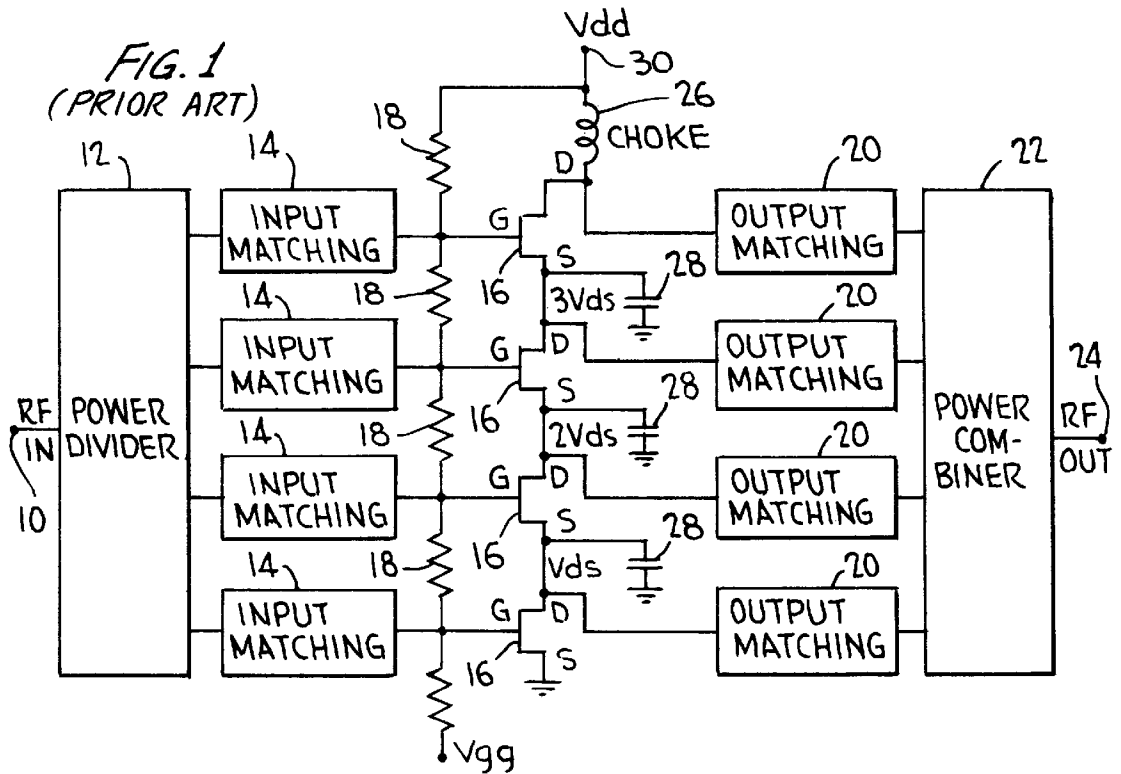 FIG. 1
(PRIOR ART)
Vdd
30
26
CHOKE
18
12
14
20
22
D
INPUT
MATCHING
G
S
16
OUTPUT
MATCHING
18
14
3Vds
28
20
INPUT
MATCHING
G
D
S
16
OUTPUT
MATCHING
RF
IN
10
POWER
DIVIDER
18
14
2Vds
28
20
POWER
COM-
BINER
24
RF
OUT
INPUT
MATCHING
G
D
S
16
OUTPUT
MATCHING
18
14
Vds
28
20
INPUT
MATCHING
G
D
S
16
OUTPUT
MATCHING
Vgg